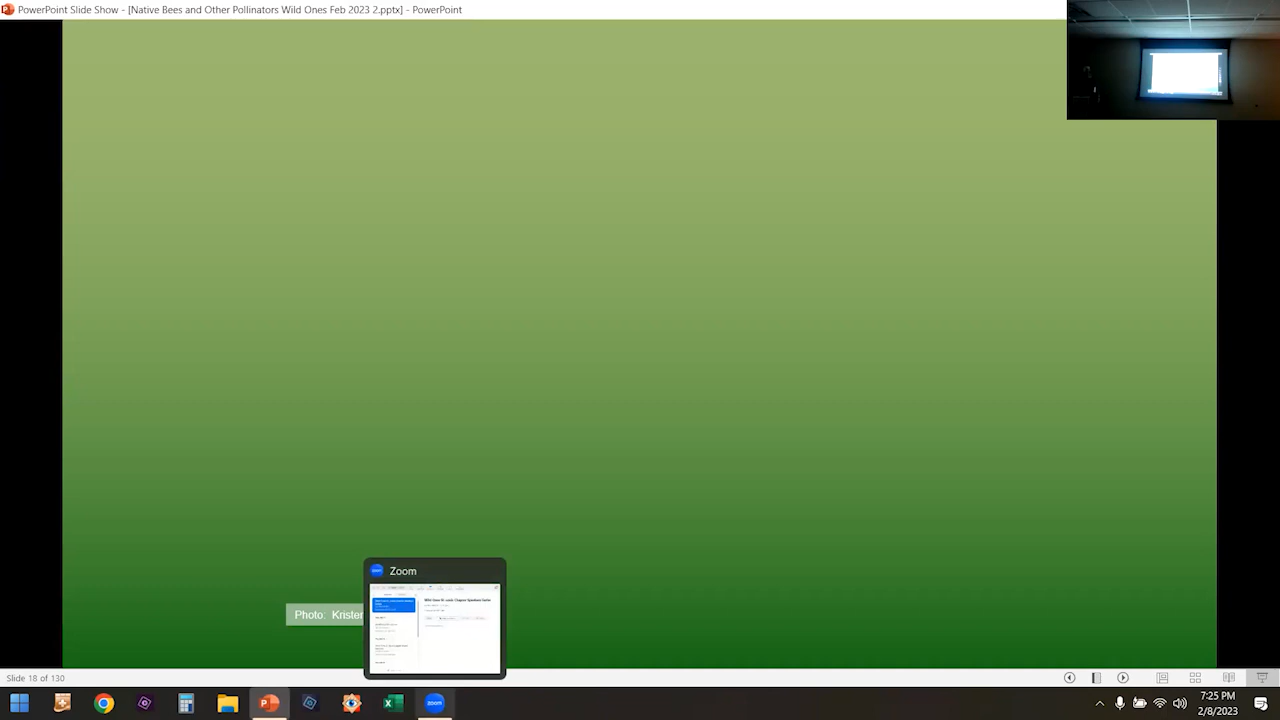 PowerPoint Slide Show - [Native Bees and Other Pollinators Wild Ones Feb 2023 2.pptx] - PowerPoint
Zoom
Photo: Kristen
Slide 18 of 130
zoom
7:25 PM
2/8/2023